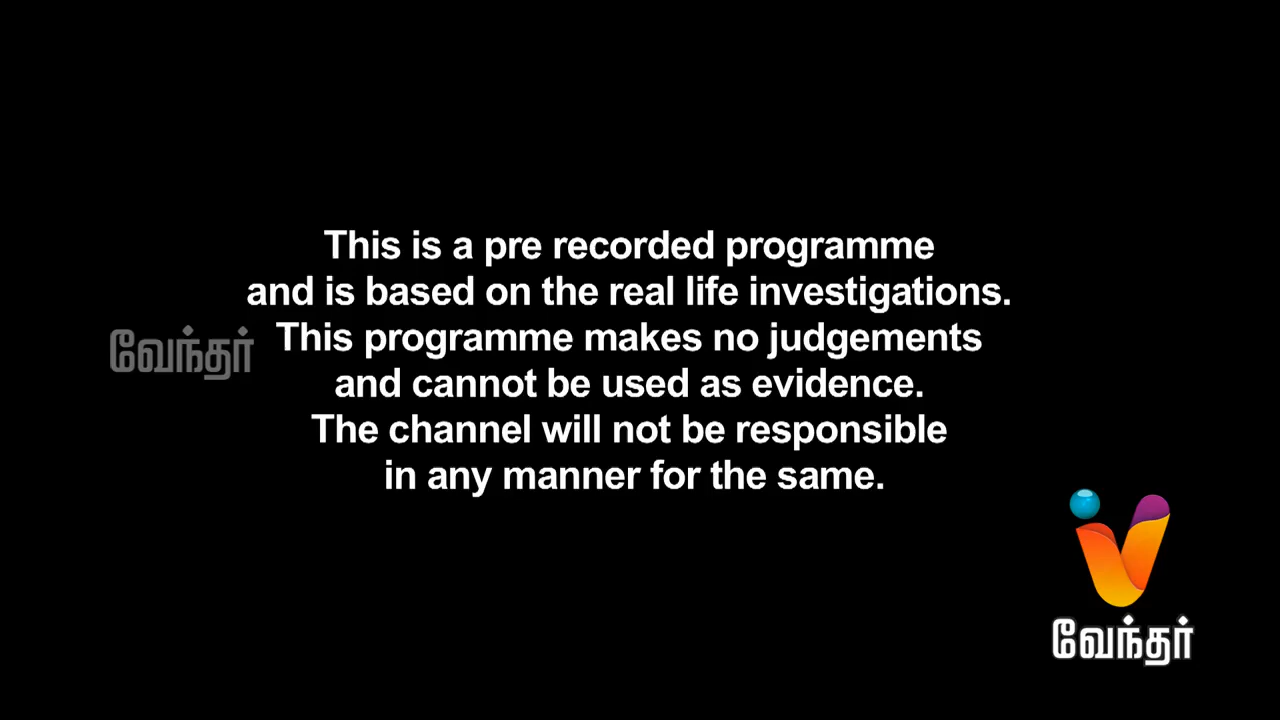 This is a pre recorded programme
and is based on the real life investigations.
வேந்தர்
This programme makes no judgements
and cannot be used as evidence.
The channel will not be responsible
in any manner for the same.
வேந்தர்